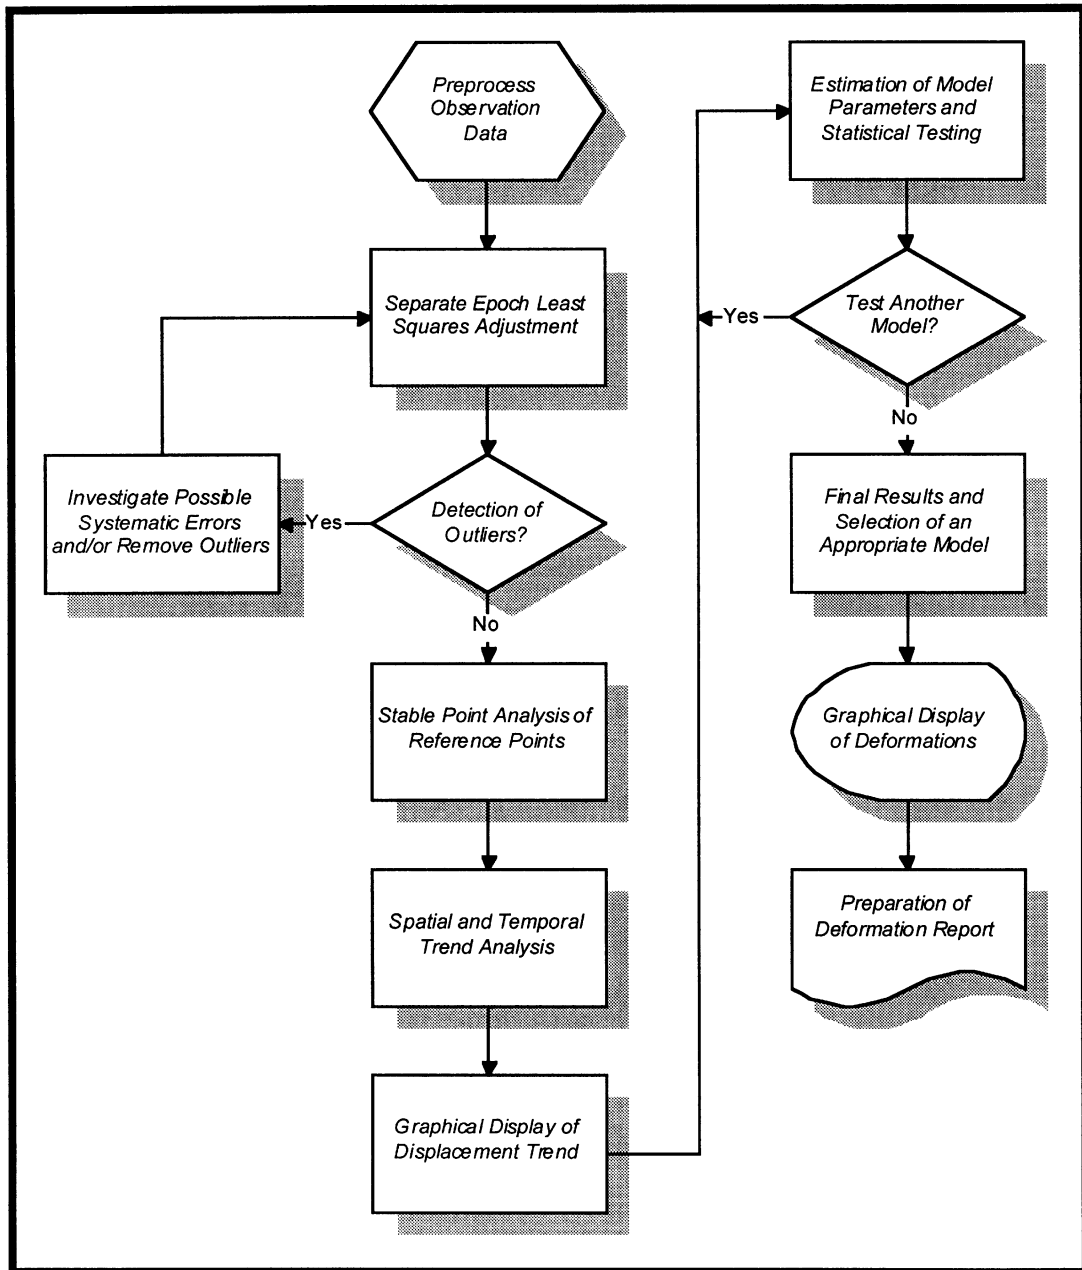 Preprocess
Observation
Data
Separate Epoch Least
Squares Adjustment
Investigate Possible
Systematic Errors
and/or Remove Outliers
Yes
Detection of
Outliers?
No
Stable Point Analysis of
Reference Points
Spatial and Temporal
Trend Analysis
Graphical Display of
Displacement Trend
Estimation of Model
Parameters and
Statistical Testing
Yes
Test Another
Model?
No
Final Results and
Selection of an
Appropriate Model
Graphical Display
of Deformations
Preparation of
Deformation Report